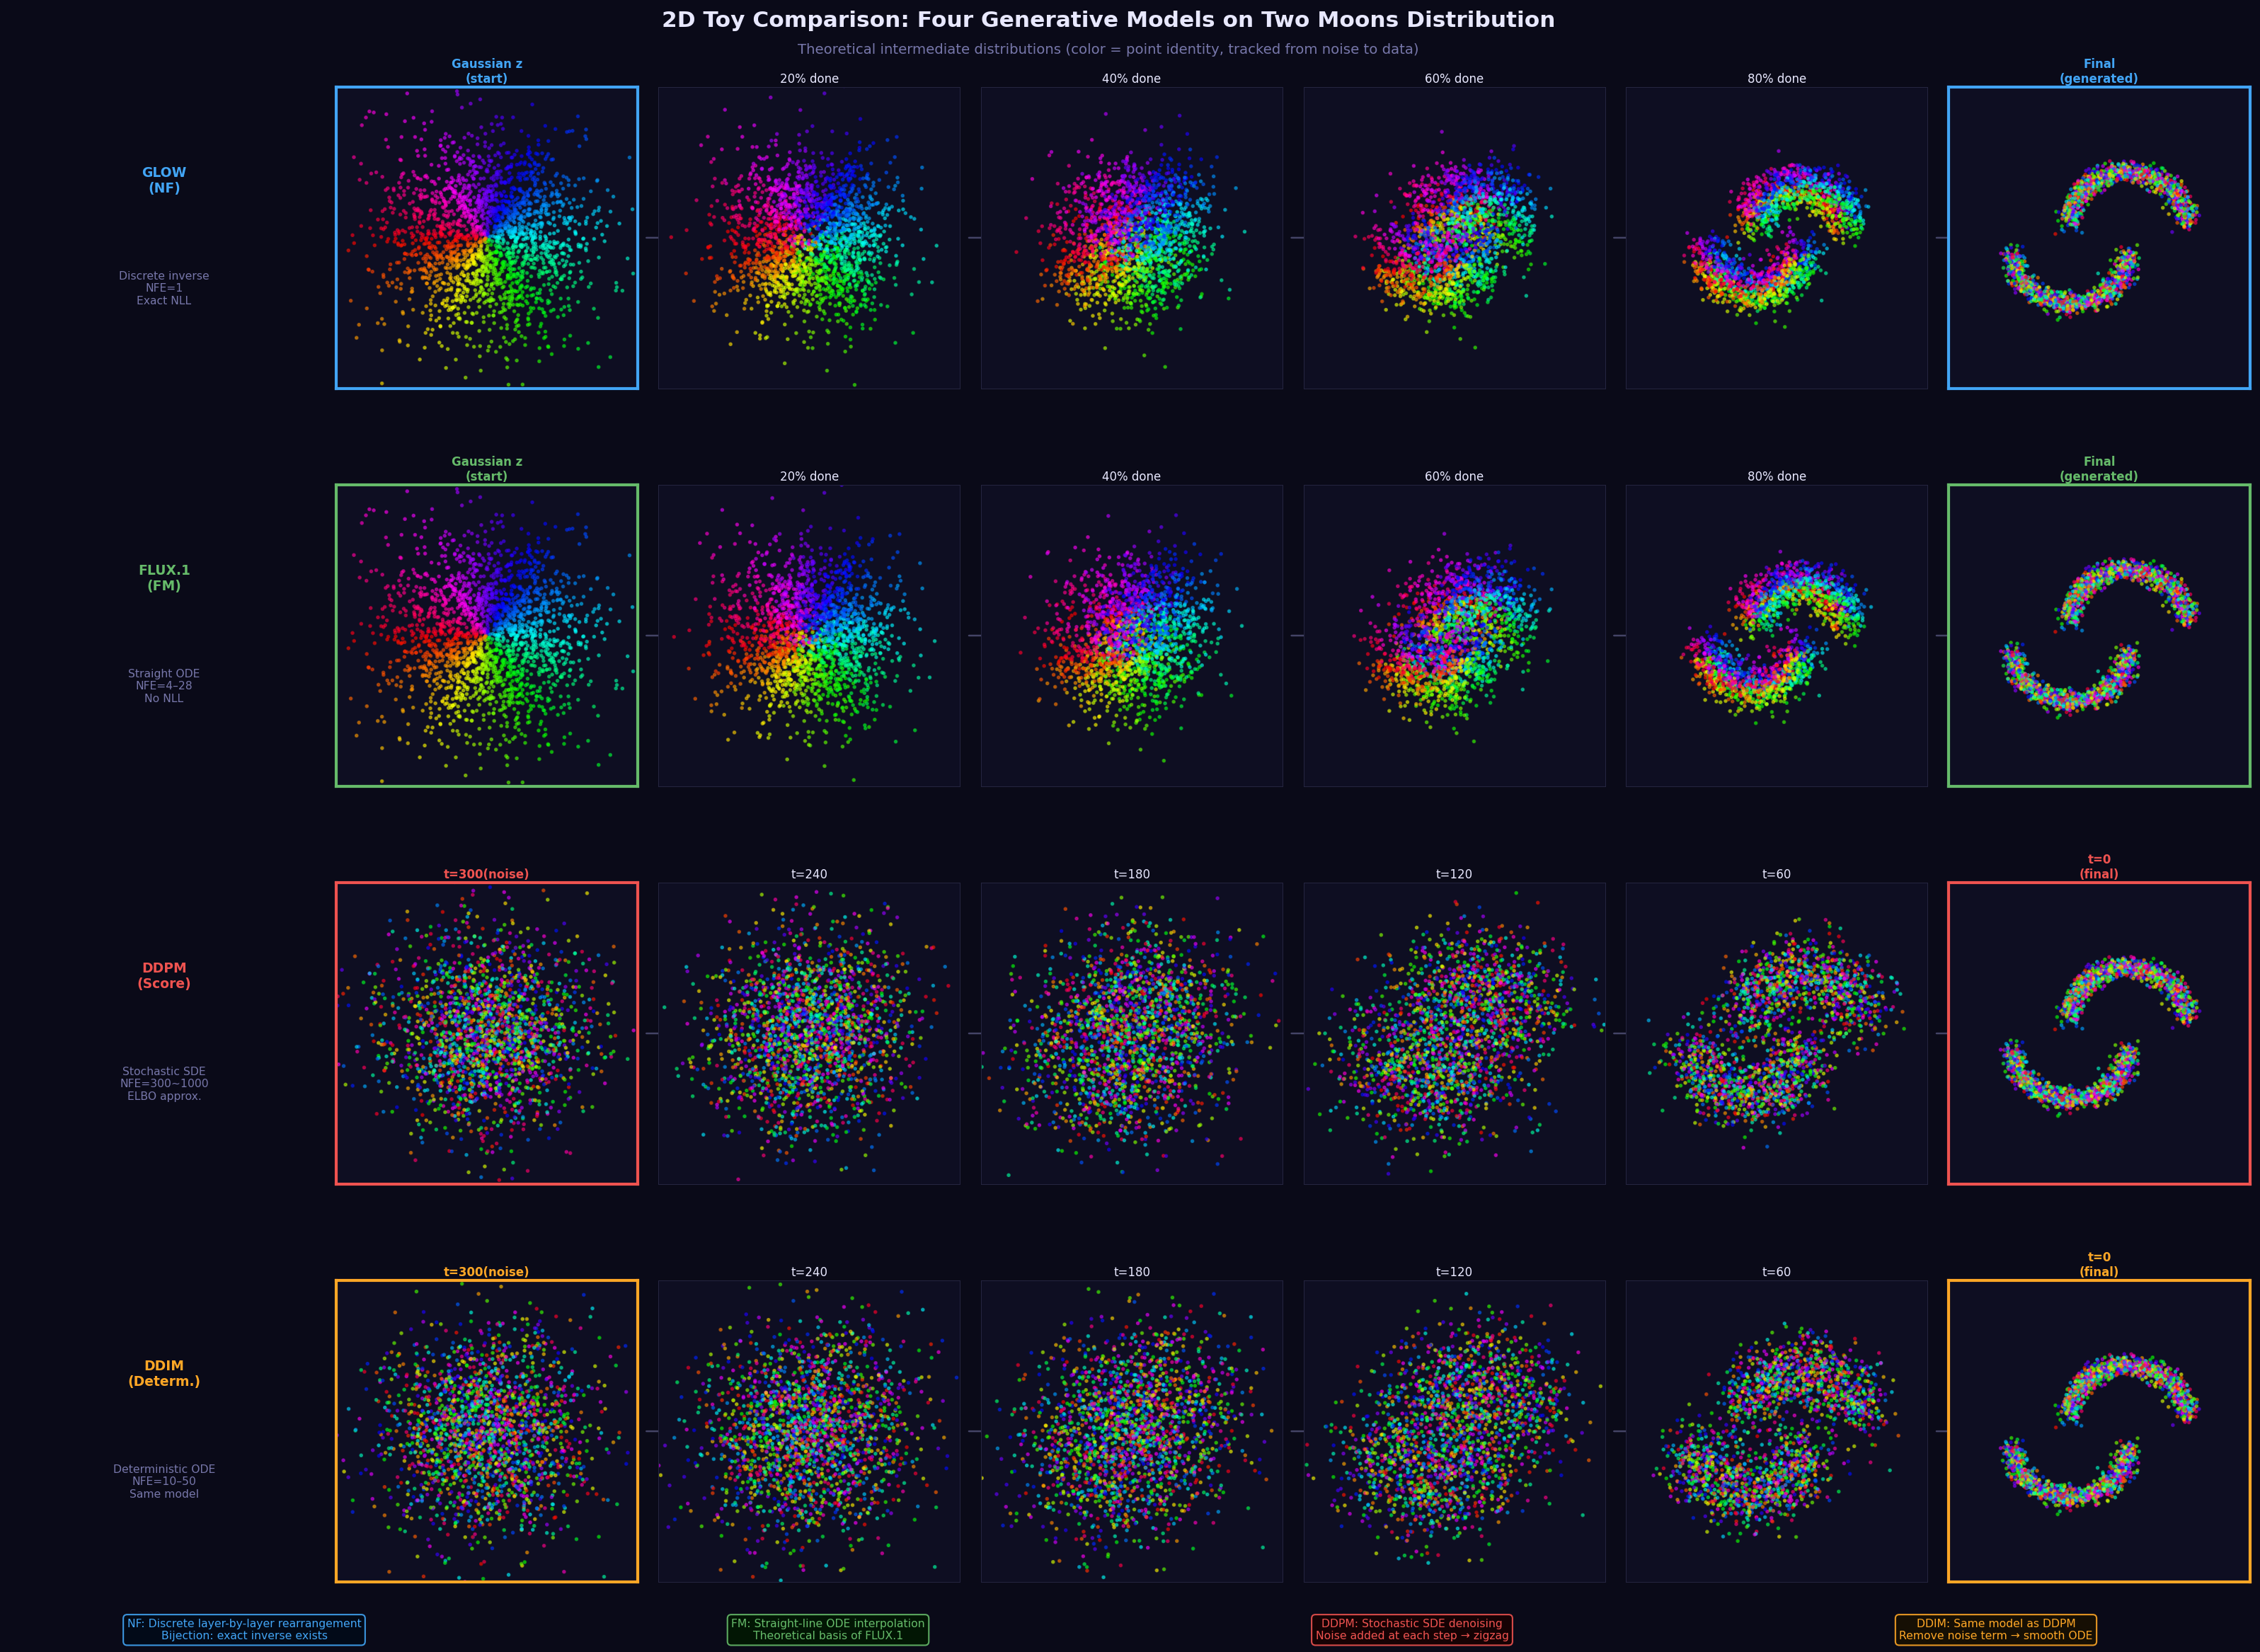 2D Toy Comparison: Four Generative Models on Two Moons Distribution
Theoretical intermediate distributions (color = point identity, tracked from noise to data)
Gaussian z
(start)
20% done
40% done
60% done
80% done
Final
(generated)
GLOW
(NF)
Discrete inverse
NFE=1
Exact NLL
Gaussian z
(start)
20% done
40% done
60% done
80% done
Final
(generated)
FLUX.1
(FM)
Straight ODE
NFE=4–28
No NLL
t=300(noise)
t=240
t=180
t=120
t=60
t=0
(final)
DDPM
(Score)
Stochastic SDE
NFE=300~1000
ELBO approx.
t=300(noise)
t=240
t=180
t=120
t=60
t=0
(final)
DDIM
(Determ.)
Deterministic ODE
NFE=10–50
Same model
NF: Discrete layer-by-layer rearrangement
Bijection: exact inverse exists
FM: Straight-line ODE interpolation
Theoretical basis of FLUX.1
DDPM: Stochastic SDE denoising
Noise added at each step → zigzag
DDIM: Same model as DDPM
Remove noise term → smooth ODE